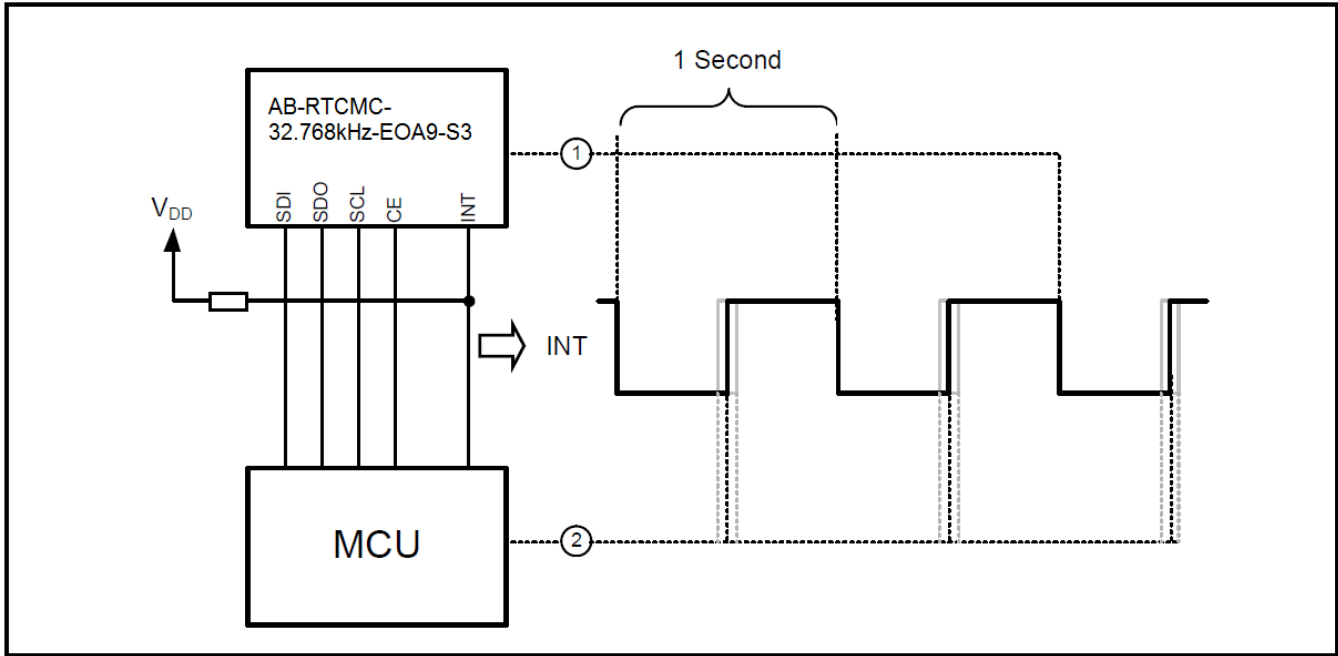 1 Second
AB-RTCMC-
32.768kHz-EOA9-S3
1
SDI
SDO
SCL
CE
INT
VDD
INT
MCU
2